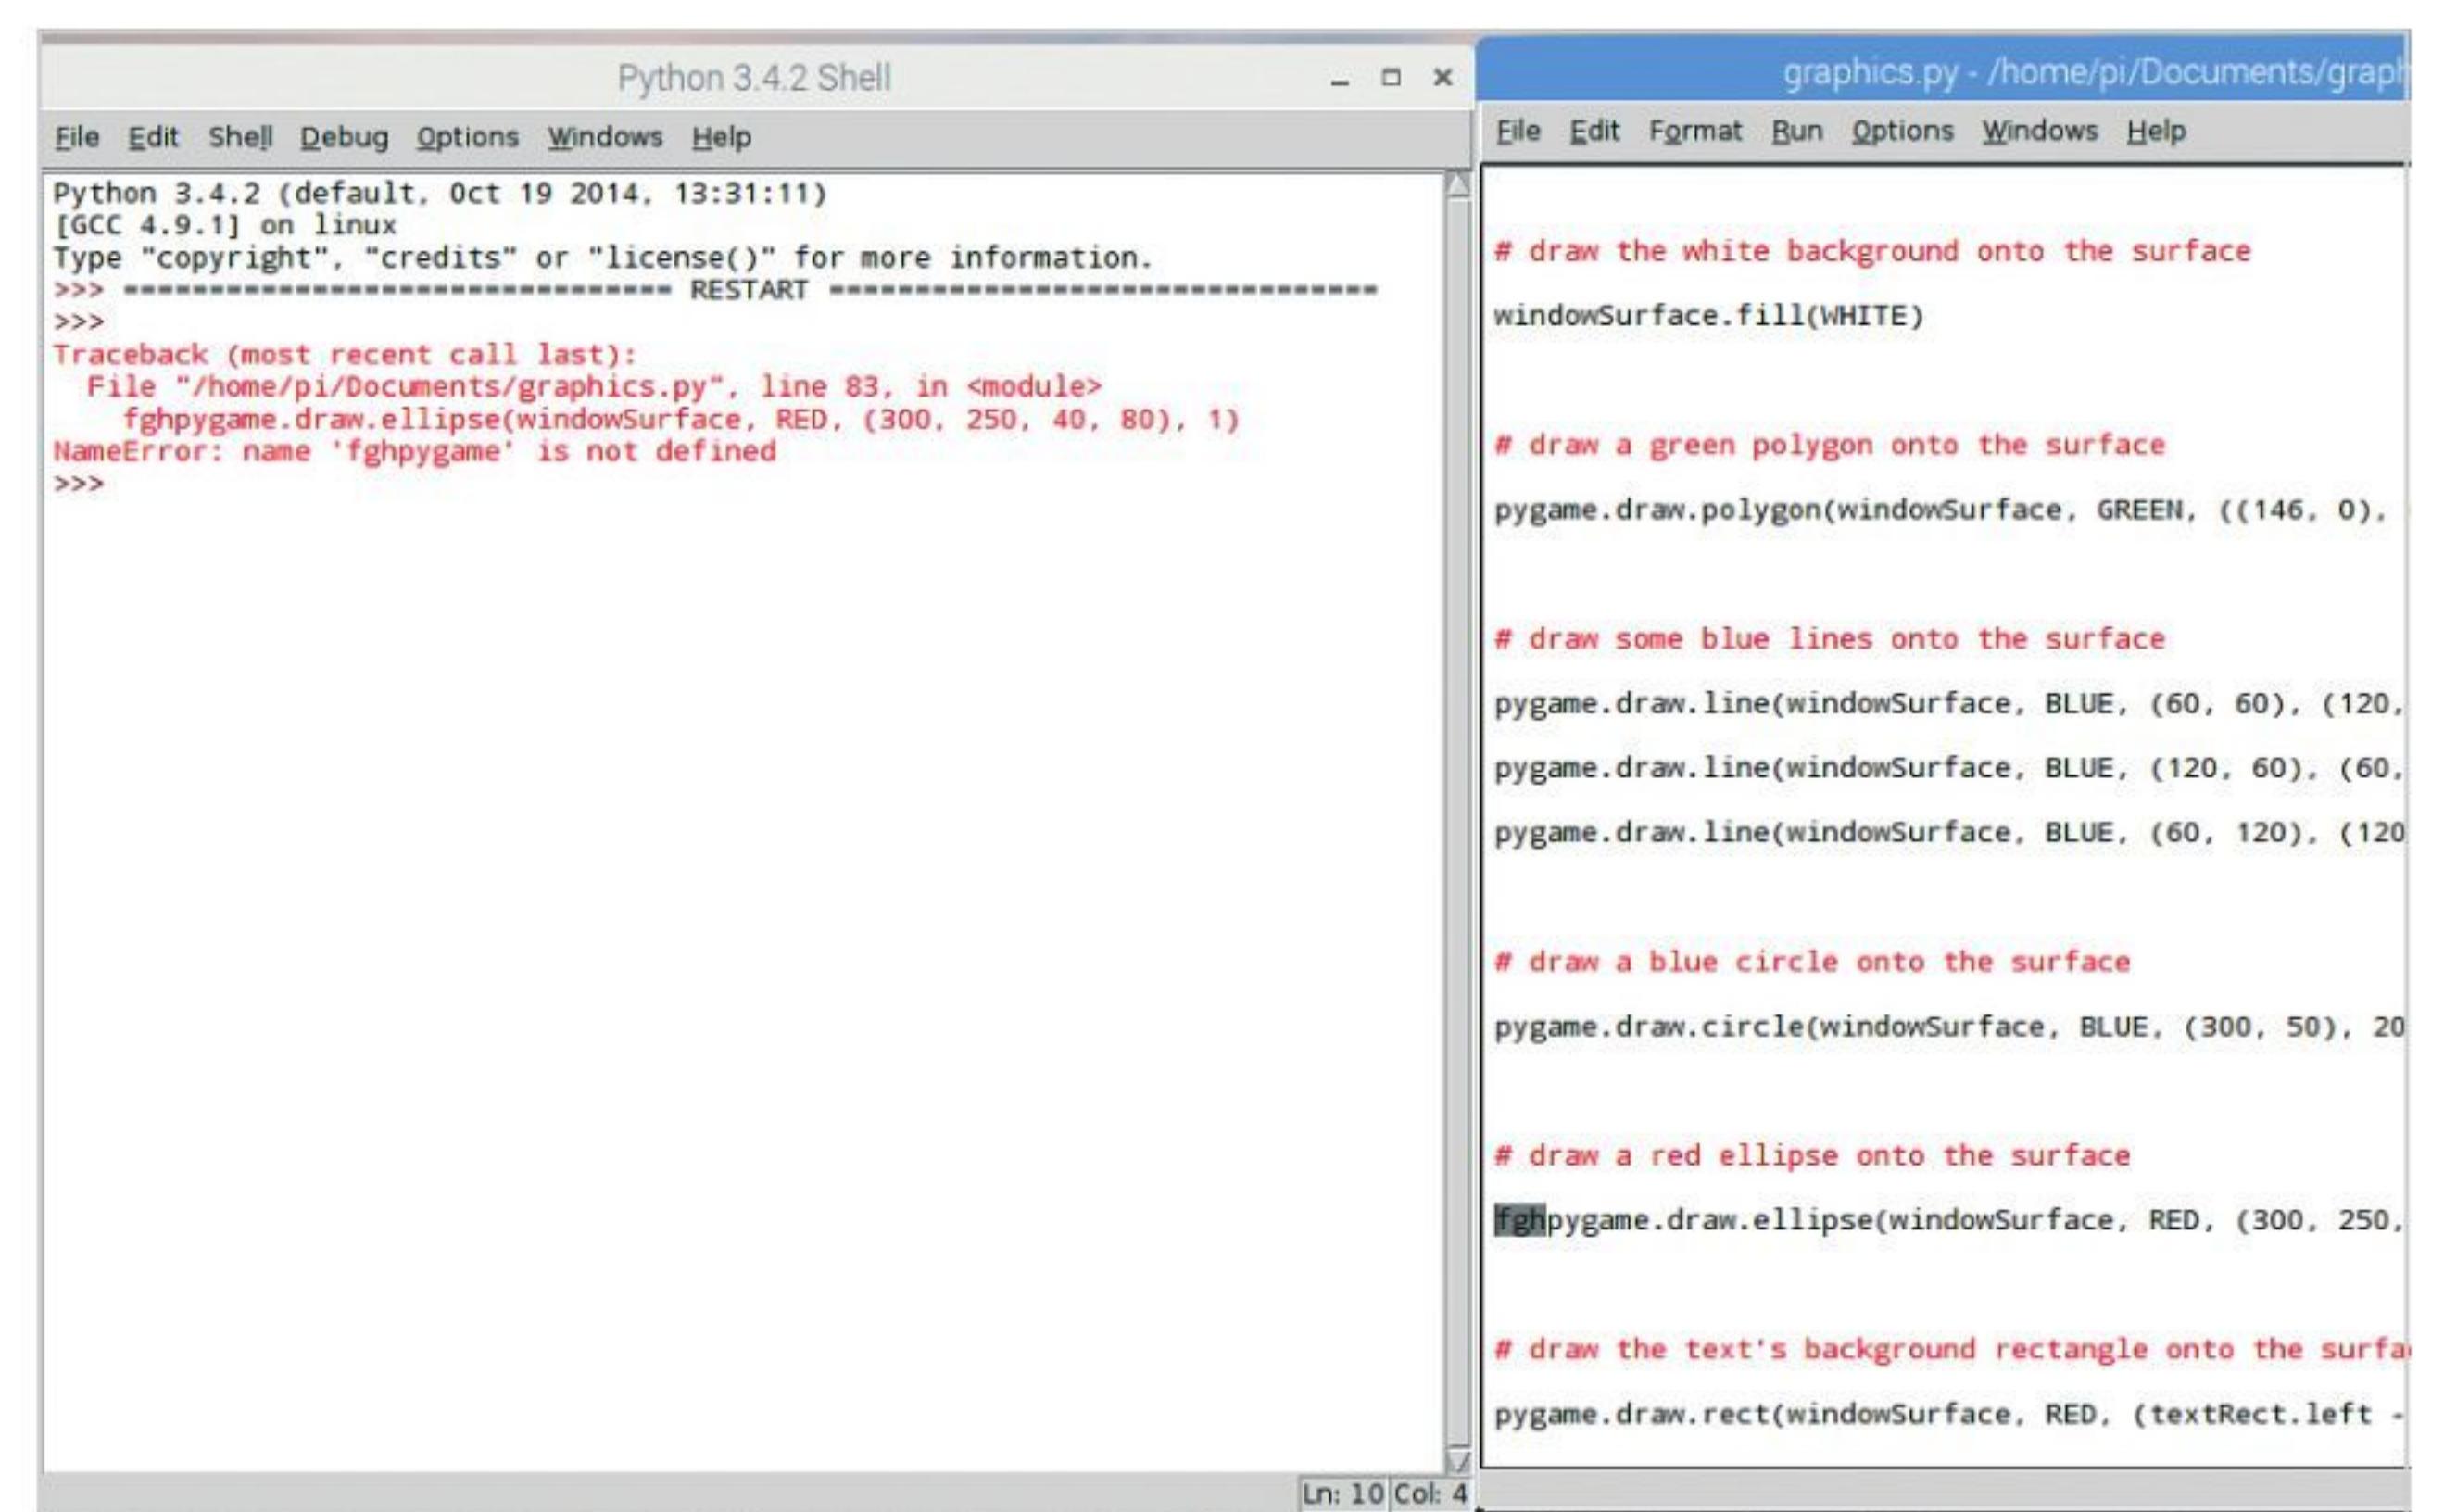 Python 3.4.2 Shell
File Edit Shell Debug Options Windows Help
Python 3.4.2 (default, Oct 19 2014, 13:31:11)
[GCC 4.9.1] on linux
Type "copyright", "credits" or "license()" for more information.
>>> ================================ RESTART ================================
>>>
Traceback (most recent call last):
  File "/home/pi/Documents/graphics.py", line 83, in <module>
    fghpygame.draw.ellipse(windowSurface, RED, (300, 250, 40, 80), 1)
NameError: name 'fghpygame' is not defined
>>>
Ln: 10 Col: 4
graphics.py - /home/pi/Documents/graph
File Edit Format Run Options Windows Help
# draw the white background onto the surface
windowSurface.fill(WHITE)
# draw a green polygon onto the surface
pygame.draw.polygon(windowSurface, GREEN, ((146, 0),
# draw some blue lines onto the surface
pygame.draw.line(windowSurface, BLUE, (60, 60), (120,
pygame.draw.line(windowSurface, BLUE, (120, 60), (60,
pygame.draw.line(windowSurface, BLUE, (60, 120), (120
# draw a blue circle onto the surface
pygame.draw.circle(windowSurface, BLUE, (300, 50), 20
# draw a red ellipse onto the surface
fghpygame.draw.ellipse(windowSurface, RED, (300, 250,
# draw the text's background rectangle onto the surfa
pygame.draw.rect(windowSurface, RED, (textRect.left -